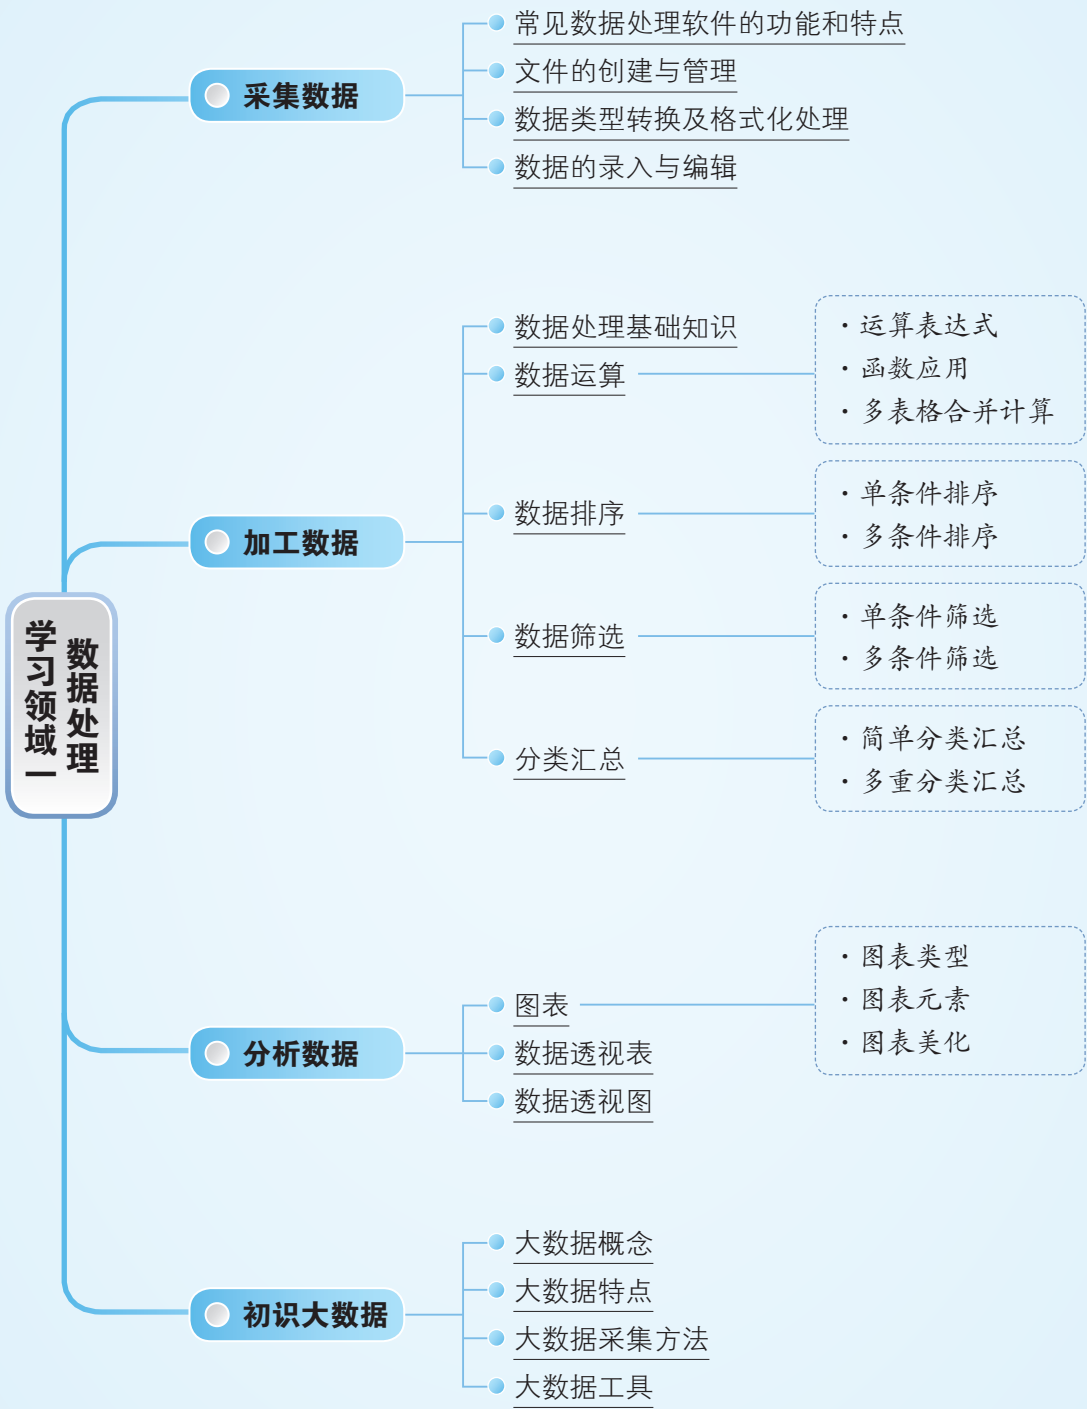 学习领域一
数据处理
采集数据
常见数据处理软件的功能和特点
文件的创建与管理
数据类型转换及格式化处理
数据的录入与编辑
加工数据
数据处理基础知识
数据运算
·运算表达式
·函数应用
·多表格合并计算
数据排序
·单条件排序
·多条件排序
数据筛选
·单条件筛选
·多条件筛选
分类汇总
·简单分类汇总
·多重分类汇总
分析数据
图表
·图表类型
·图表元素
·图表美化
数据透视表
数据透视图
初识大数据
大数据概念
大数据特点
大数据采集方法
大数据工具